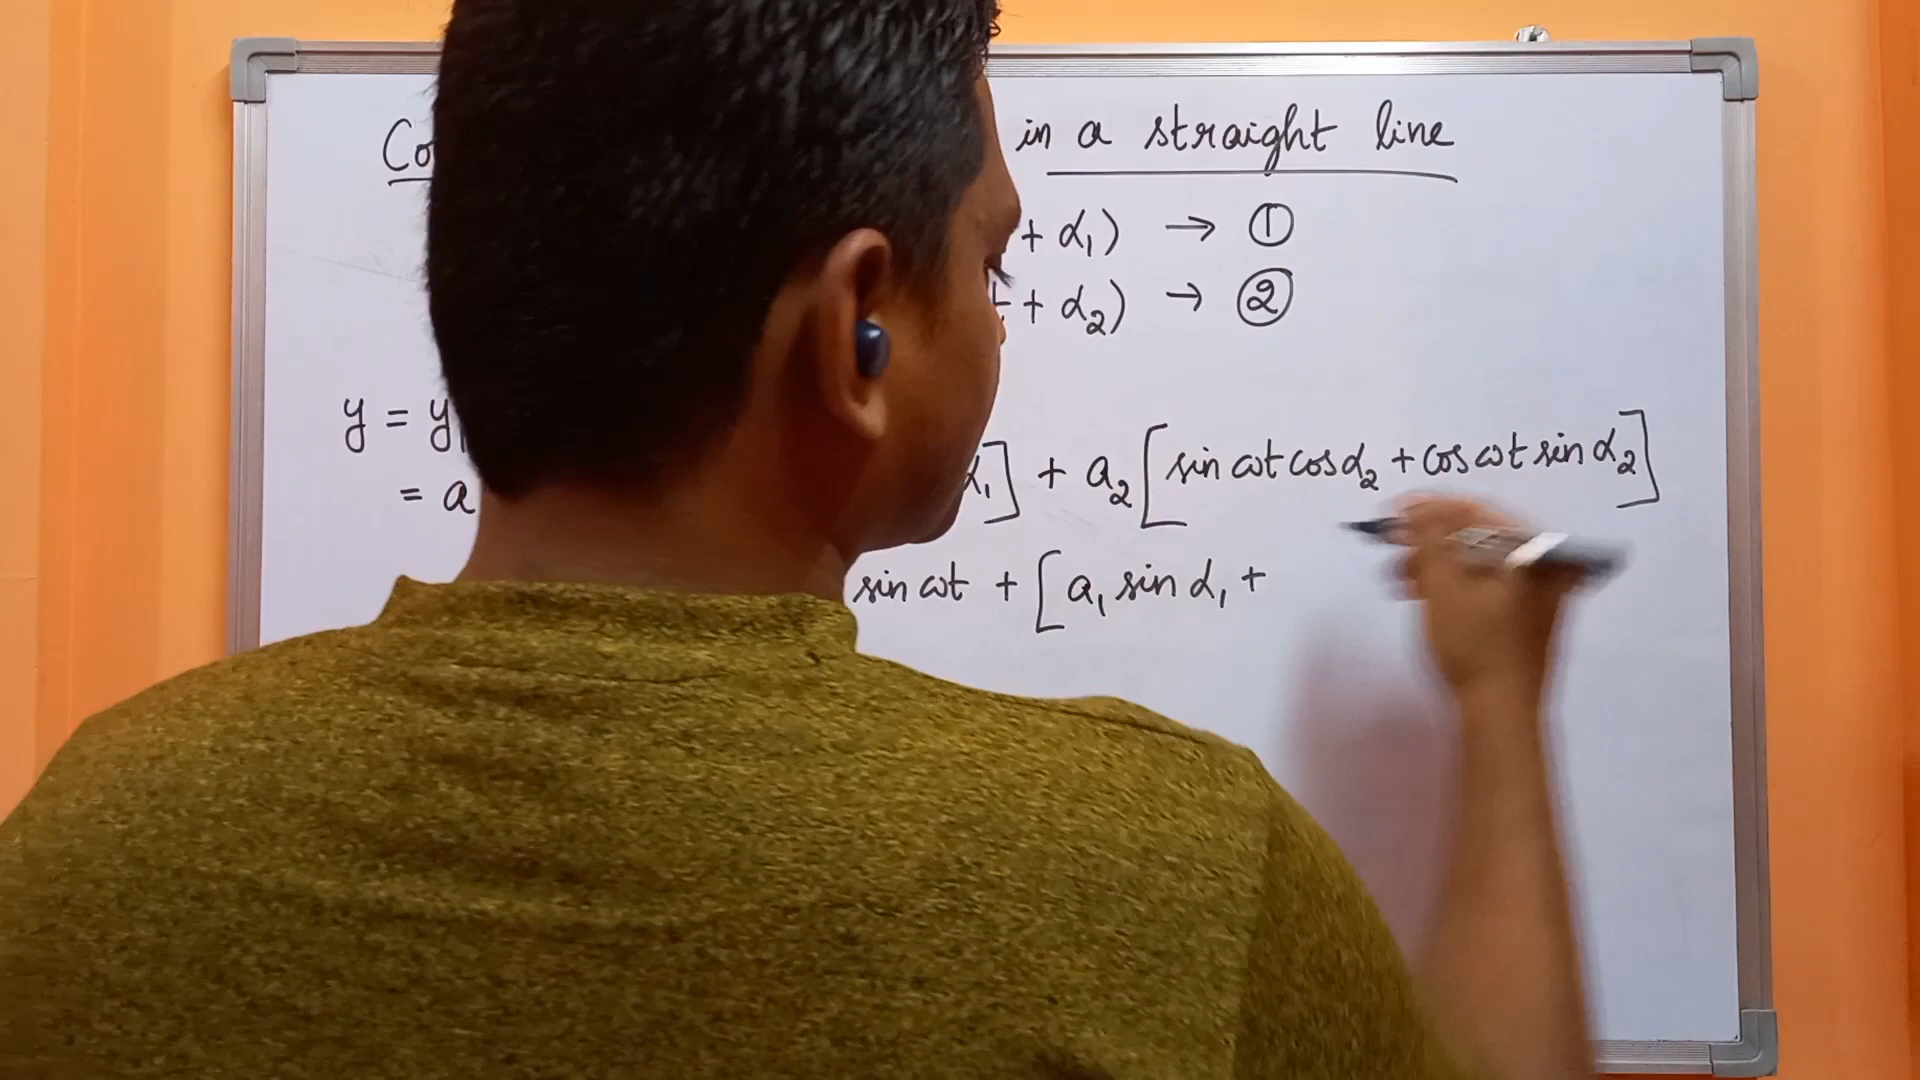 Co in a straight line
+ α₁) → ①
t + α₂) → ②
y = y₁
= a α₁] + a₂ [sin ωt cos α₂ + cos ωt sin α₂]
sin ωt + [a₁ sin α₁ +